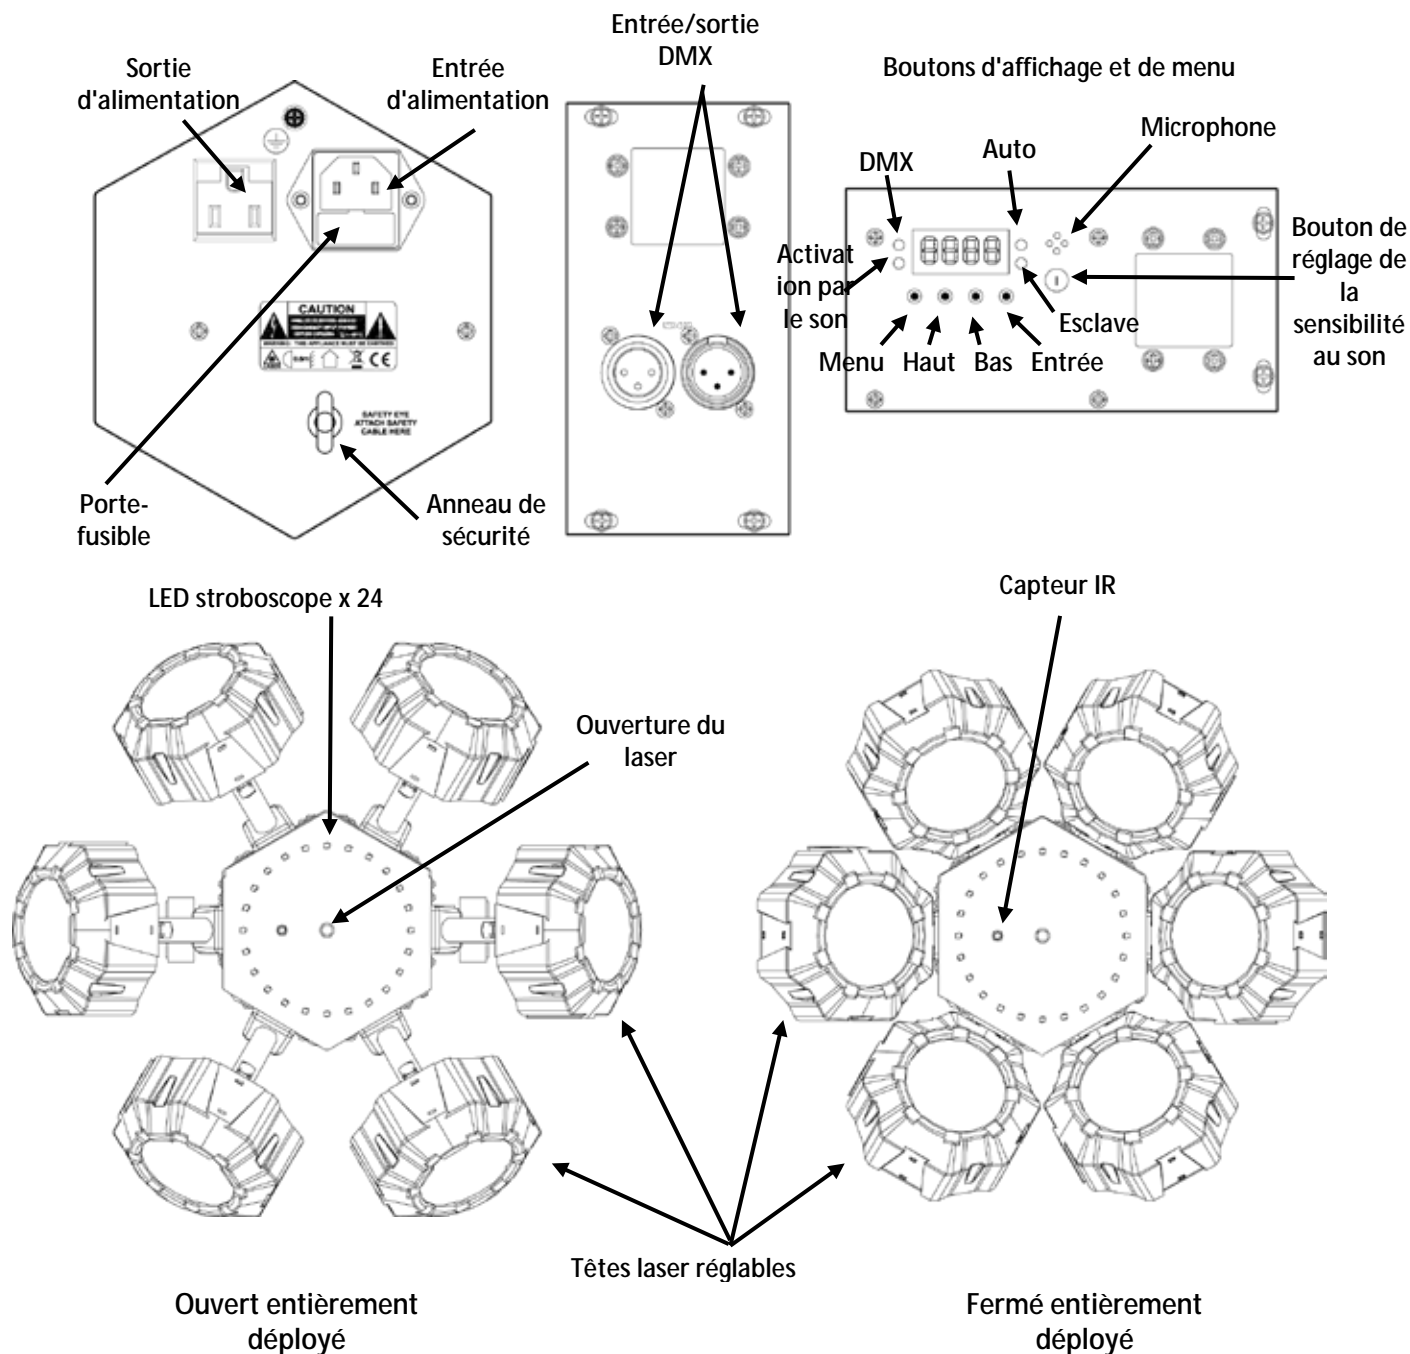 Entrée/sortie
DMX
Sortie
d'alimentation
Entrée
d'alimentation
Boutons d'affichage et de menu
Microphone
Auto
DMX
Bouton de
réglage de
la
sensibilité
au son
Activat
ion par
le son
Esclave
Menu
Haut
Bas
Entrée
CAUTION
SAFETY EYE
ATTACH SAFETY
CABLE HERE
Porte-
fusible
Anneau de
sécurité
LED stroboscope x 24
Capteur IR
Ouverture du
laser
Têtes laser réglables
Ouvert entièrement
déployé
Fermé entièrement
déployé